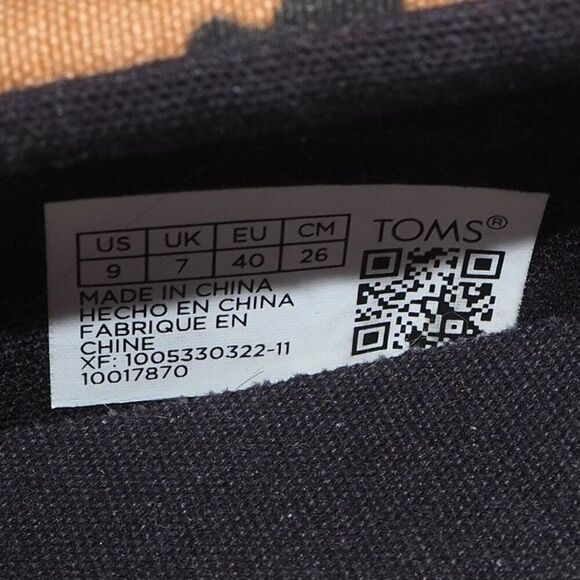 US UK EU CM TOMS®
9 7 40 26
MADE IN CHINA
HECHO EN CHINA
FABRIQUE EN
CHINE
XF: 1005330322-11
10017870